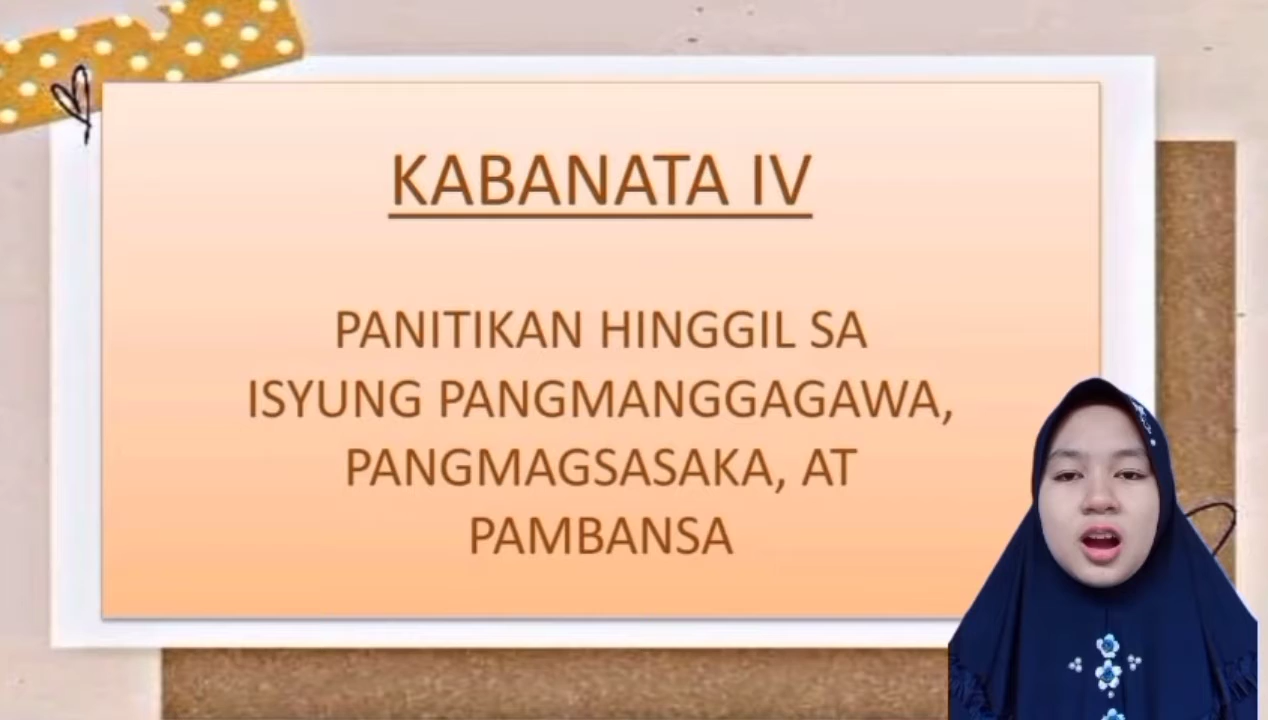 KABANATA IV
PANITIKAN HINGGIL SA
ISYUNG PANGMANGGAGAWA,
PANGMAGSASAKA, AT
PAMBANSA